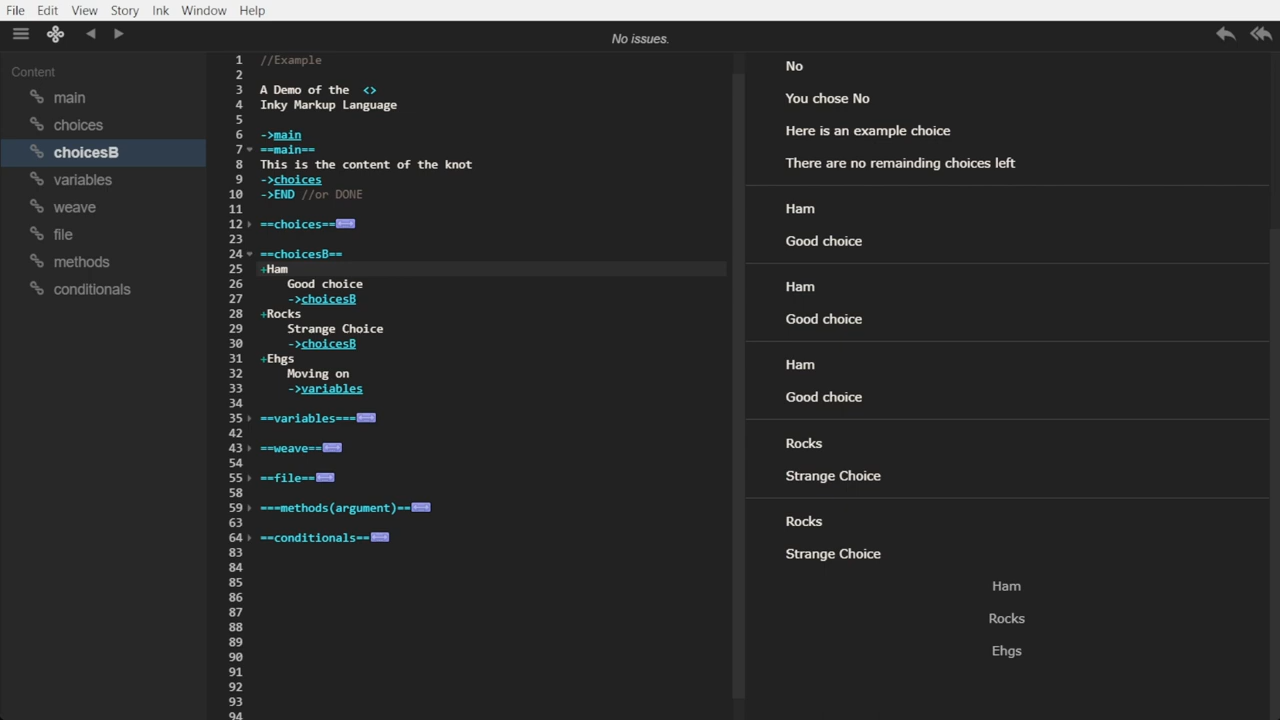 File Edit View Story Ink Window Help
No issues.
Content
main
choices
choicesB
variables
weave
file
methods
conditionals
1 //Example
2
3 A Demo of the <>
4 Inky Markup Language
5
6 ->main
7 ==main==
8 This is the content of the knot
9 ->choices
10 ->END //or DONE
11
12 ==choices==
23
24 ==choicesB==
25 +Ham
26 Good choice
27 ->choicesB
28 +Rocks
29 Strange Choice
30 ->choicesB
31 +Ehgs
32 Moving on
33 ->variables
34
35 ==variables===
42
43 ==weave==
54
55 ==file==
58
59 ===methods(argument)==
63
64 ==conditionals==
83
84
85
86
87
88
89
90
91
92
93
94
No
You chose No
Here is an example choice
There are no remainding choices left
Ham
Good choice
Ham
Good choice
Ham
Good choice
Rocks
Strange Choice
Rocks
Strange Choice
Ham
Rocks
Ehgs